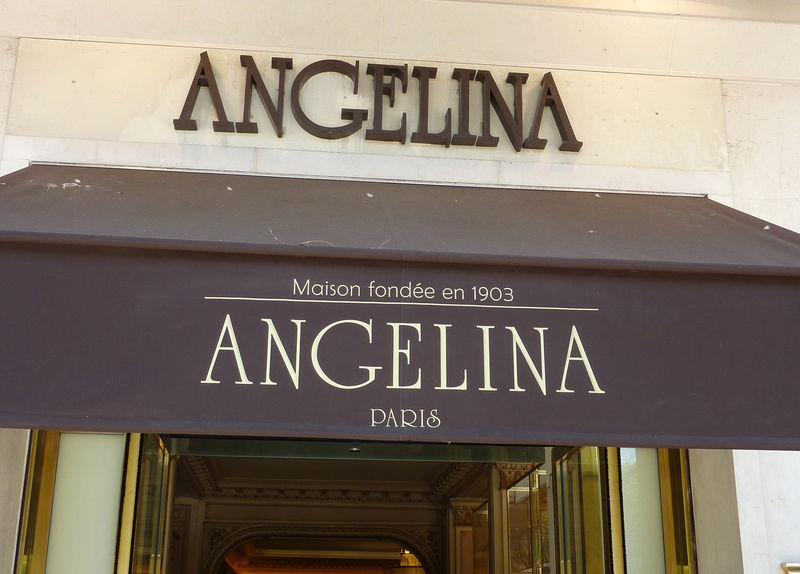 ANGELINA
Maison fondée en 1903
ANGELINA
PARIS